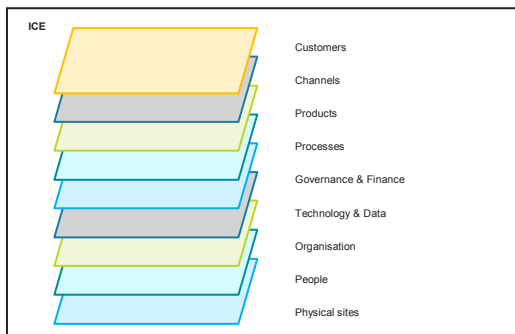 ICE
Customers
Channels
Products
Processes
Governance & Finance
Technology & Data
Organisation
People
Physical sites